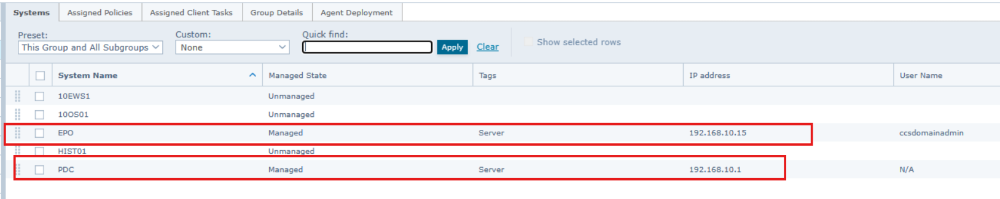 Systems Assigned Policies Assigned Client Tasks Group Details Agent Deployment
Preset: Custom: Quick find:
This Group and All Subgroups None Apply Clear Show selected rows
System Name Managed State Tags IP address User Name
10EWS1 Unmanaged
10OS01 Unmanaged
EPO Managed Server 192.168.10.15 ccsdomainadmin
HIST01 Unmanaged
PDC Managed Server 192.168.10.1 N/A